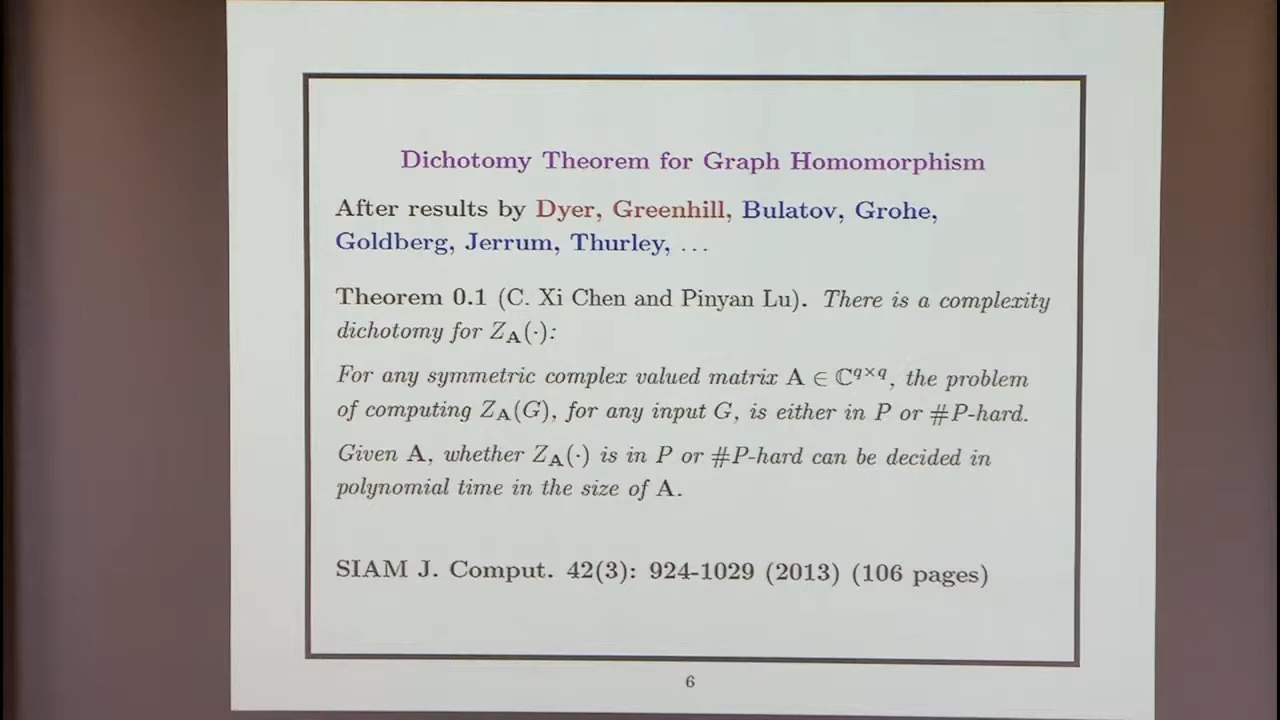 Dichotomy Theorem for Graph Homomorphism
After results by Dyer, Greenhill, Bulatov, Grohe,
Goldberg, Jerrum, Thurley, ...
Theorem 0.1 (C. Xi Chen and Pinyan Lu). There is a complexity
dichotomy for Z_A(·):
For any symmetric complex valued matrix A ∈ ℂ^{q×q}, the problem
of computing Z_A(G), for any input G, is either in P or #P-hard.
Given A, whether Z_A(·) is in P or #P-hard can be decided in
polynomial time in the size of A.
SIAM J. Comput. 42(3): 924-1029 (2013) (106 pages)
6